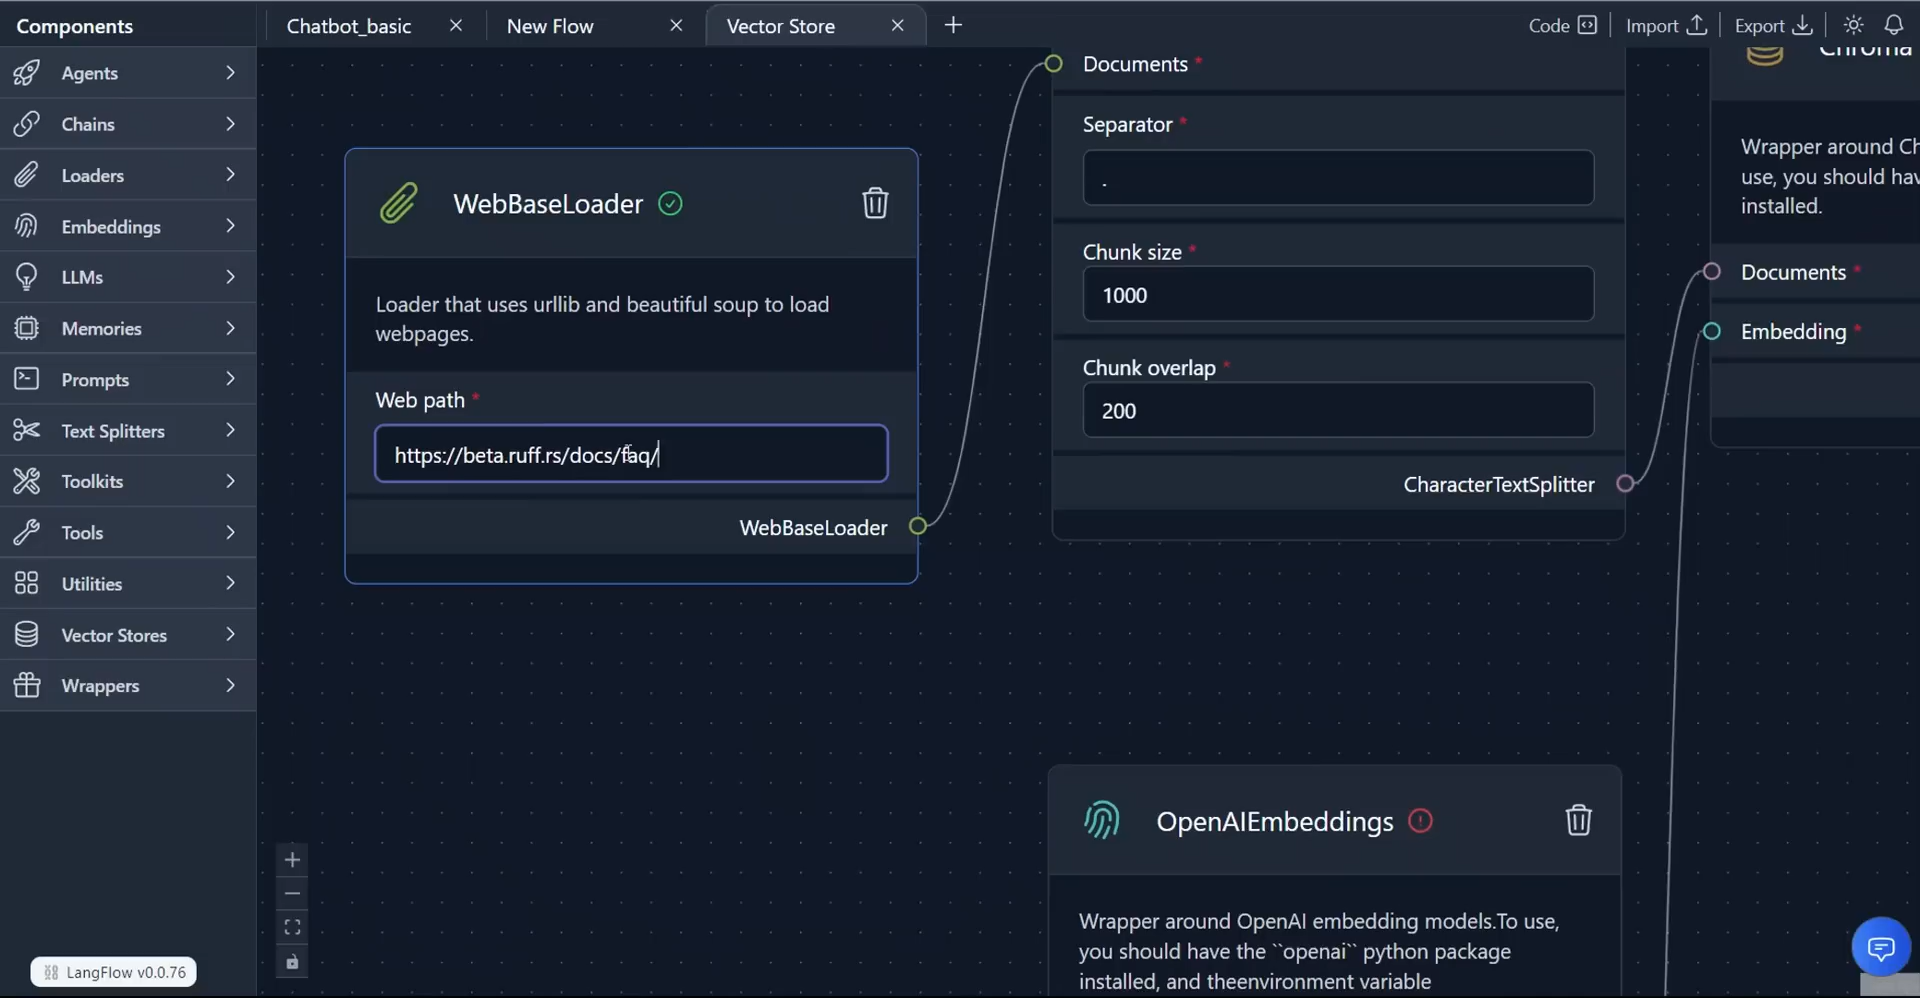 Components
Chatbot_basic
New Flow
Vector Store
Code
Import
Export
Agents
Chains
Loaders
Embeddings
LLMs
Memories
Prompts
Text Splitters
Toolkits
Tools
Utilities
Vector Stores
Wrappers
LangFlow v0.0.76
WebBaseLoader
Loader that uses urllib and beautiful soup to load
webpages.
Web path *
https://beta.ruff.rs/docs/faq/
WebBaseLoader
Documents *
Separator *
.
Chunk size *
1000
Chunk overlap *
200
CharacterTextSplitter
OpenAIEmbeddings
Wrapper around OpenAI embedding models.To use,
you should have the ``openai`` python package
installed, and theenvironment variable
Chroma
Wrapper around Ch
use, you should hav
installed.
Documents *
Embedding *